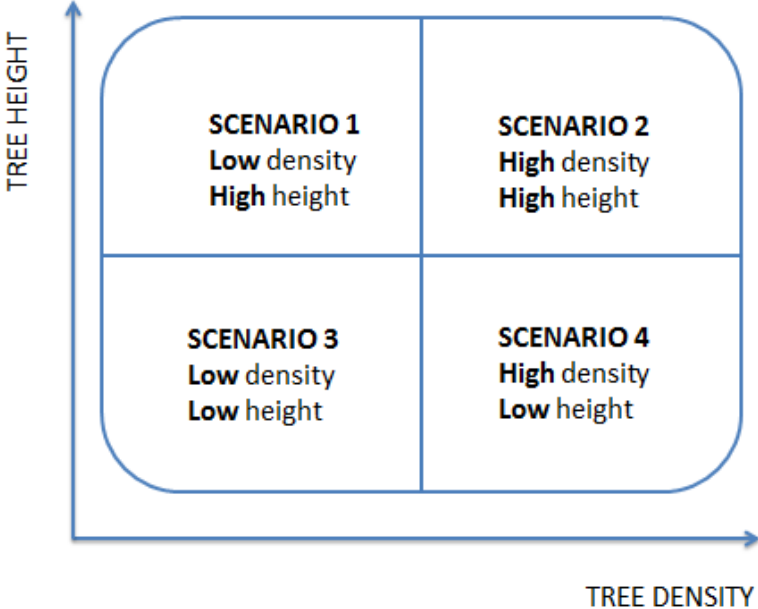 TREE HEIGHT
SCENARIO 1
Low density
High height
SCENARIO 2
High density
High height
SCENARIO 3
Low density
Low height
SCENARIO 4
High density
Low height
TREE DENSITY